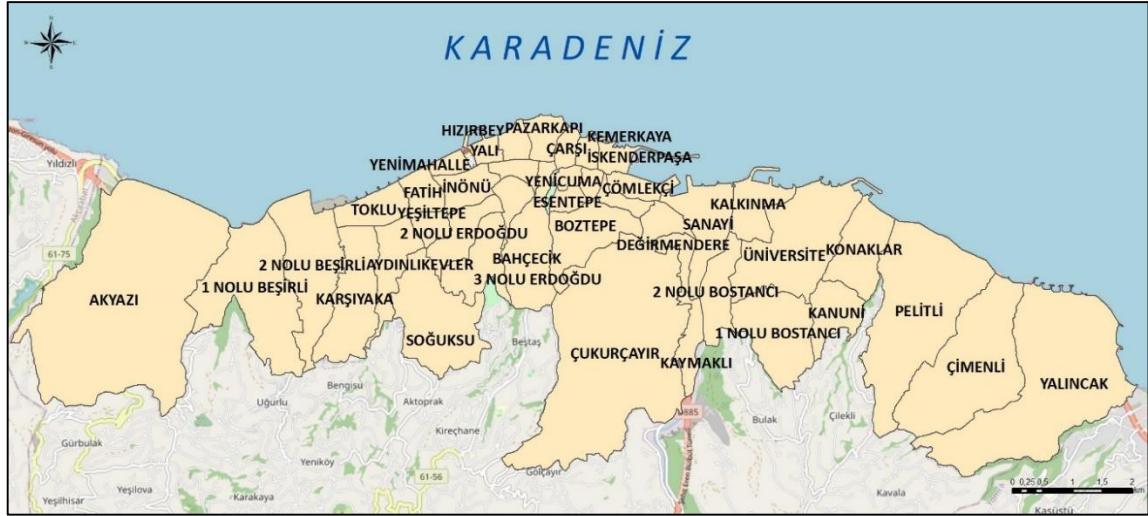 KARADENİZ
HIZIRBEY
PAZARKAPI
KEMERKAYA
YALI
ÇARŞI
İSKENDERPAŞA
YENİMAHALLE
FATİH
İNÖNÜ
YENİCUMA
ÇÖMLEKÇİ
ESENTEPE
KALKINMA
TOKLU
YEŞİLTEPE
BOZTEPE
SANAYİ
2 NOLU ERDOĞDU
DEĞİRMENDERE
ÜNİVERSİTE
KONAKLAR
2 NOLU BEŞİRLİ
AYDINLIKEVLER
BAHÇECİK
3 NOLU ERDOĞDU
1 NOLU BEŞİRLİ
AKYAZI
KARŞIYAKA
2 NOLU BOSTANCI
KANUNİ
PELİTLİ
1 NOLU BOSTANCI
SOĞUKSU
ÇUKURÇAYIR
KAYMAKLI
ÇİMENLİ
YALINCAK
Yıldızlı
Akçaabat
61-75
Beştaş
Bengisu
Uğurlu
Aktoprak
Kireçhane
Gürbulak
Yeniköy
Gölçayır
61-56
Yeşilhisar
Yeşilova
Karakaya
D885
Bulak
Çilekli
Kavala
Kaşüstü
0 0,25 0,5 1 1,5 2
km